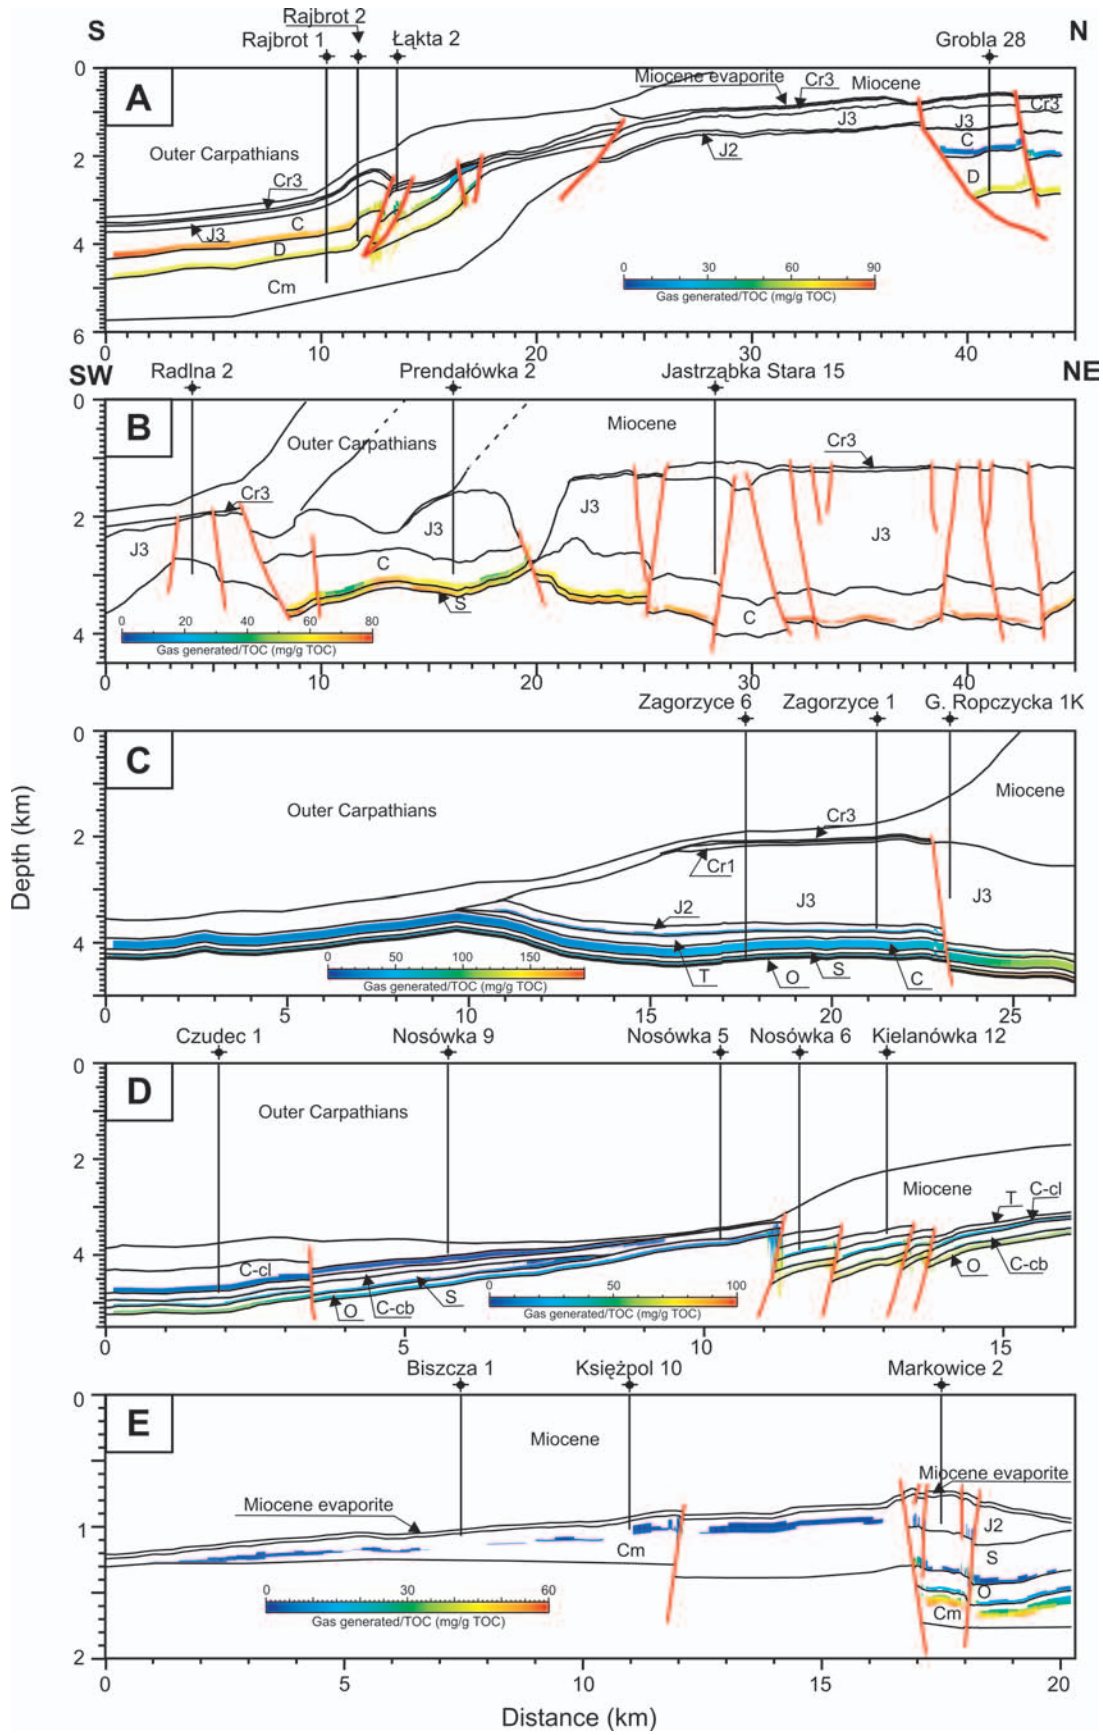 S
Rajbrot 2
N
Rajbrot 1
Łąkta 2
Grobla 28
0
A
Miocene evaporite
Cr3
Miocene
Cr3
J3
J3
C
J2
Outer Carpathians
2
D
Cr3
C
J3
D
4
Cm
0 30 60 90
Gas generated/TOC (mg/g TOC)
6
0 10 20 30 40
SW
Radlna 2
Prendałówka 2
Jastrząbka Stara 15
NE
0
B
Outer Carpathians
Miocene
Cr3
Cr3
J3
J3
J3
J3
2
C
S
C
0 20 40 60 80
Gas generated/TOC (mg/g TOC)
4
0 10 20 30 40
Zagorzyce 6
Zagorzyce 1
G. Ropczycka 1K
0
C
Miocene
Outer Carpathians
Cr3
2
Cr1
J3
J3
J2
4
T
O
S
C
0 50 100 150
Gas generated/TOC (mg/g TOC)
0 5 10 15 20 25
Depth (km)
Czudec 1
Nosówka 9
Nosówka 5
Nosówka 6
Kielanówka 12
0
D
Outer Carpathians
2
Miocene
T
C-cl
4
C-cl
O
C-cb
S
O
C-cb
0 50 100
Gas generated/TOC (mg/g TOC)
0 5 10 15
Biszcza 1
Księżpol 10
Markowice 2
0
E
Miocene
Miocene evaporite
Miocene evaporite
1
J2
Cm
S
O
Cm
0 30 60
Gas generated/TOC (mg/g TOC)
2
0 5 10 15 20
Distance (km)